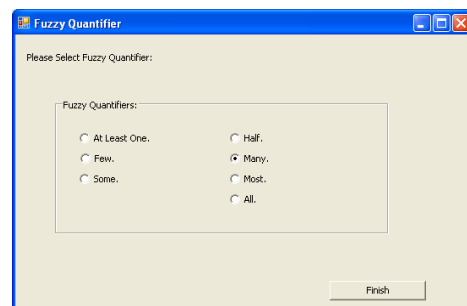 Fuzzy Quantifier
Please Select Fuzzy Quantifier:
Fuzzy Quantifiers:
At Least One.
Half.
Few.
Many.
Some.
Most.
All.
Finish